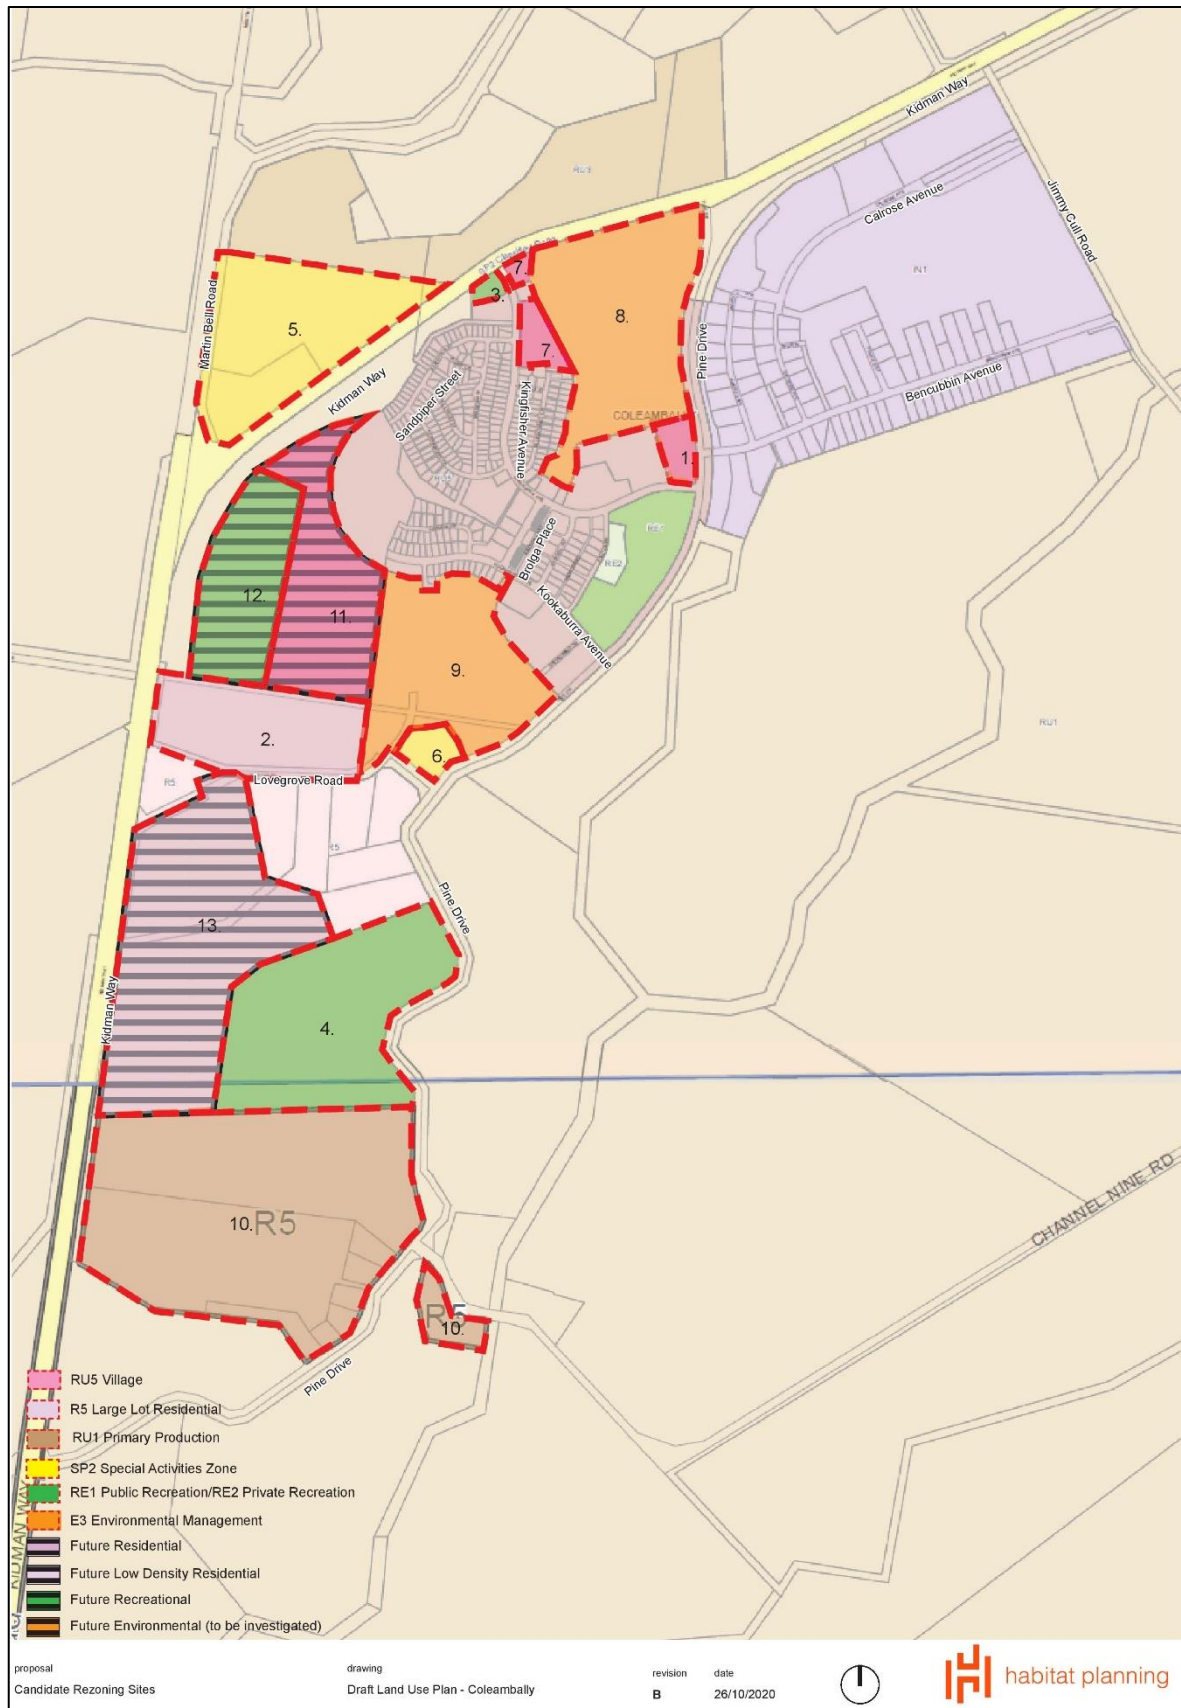 Kidman Way
RU3
Calrose Avenue
Jimmy Cull Road
IN1
7.
3.
8.
5.
Martin Bell Road
Kidman Way
7.
Pine Drive
Sandpiper Street
Kingfisher Avenue
Bencubbin Avenue
COLEAMBALLY
1.
RU5
RE1
Brolga Place
RE2
12.
11.
Kookaburra Avenue
9.
RU1
2.
6.
Lovegrove Road
R5
R5
Pine Drive
13.
Kidman Way
4.
CHANNEL NINE RD
10.
R5
R5
10.
Pine Drive
KIDMAN WAY
RU5 Village
R5 Large Lot Residential
RU1 Primary Production
SP2 Special Activities Zone
RE1 Public Recreation/RE2 Private Recreation
E3 Environmental Management
Future Residential
Future Low Density Residential
Future Recreational
Future Environmental (to be investigated)
proposal
Candidate Rezoning Sites
drawing
Draft Land Use Plan - Coleambally
revision
B
date
26/10/2020
habitat planning